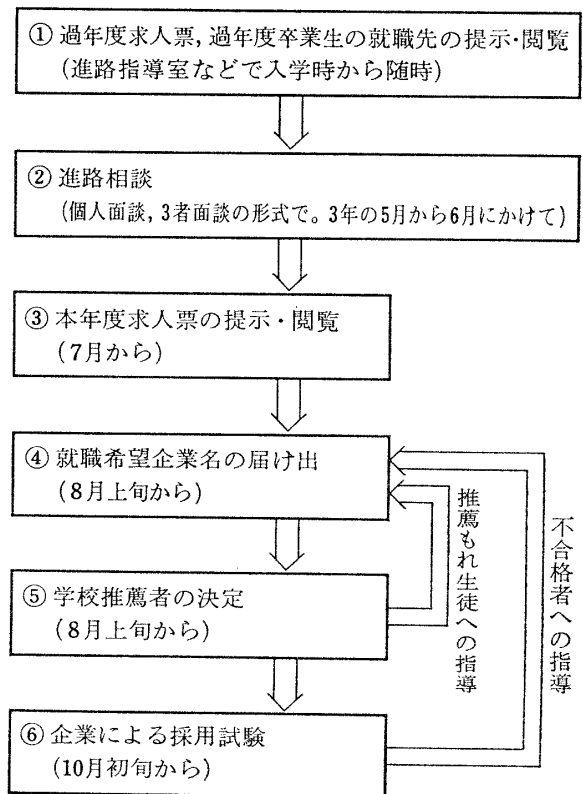 ① 過年度求人票,過年度卒業生の就職先の提示・閲覧
(進路指導室などで入学時から随時)
② 進路相談
(個人面談,3者面談の形式で。3年の5月から6月にかけて)
③ 本年度求人票の提示・閲覧
(7月から)
④ 就職希望企業名の届け出
(8月上旬から)
⑤ 学校推薦者の決定
(8月上旬から)
⑥ 企業による採用試験
(10月初旬から)
推薦もれ生徒への指導
不合格者への指導